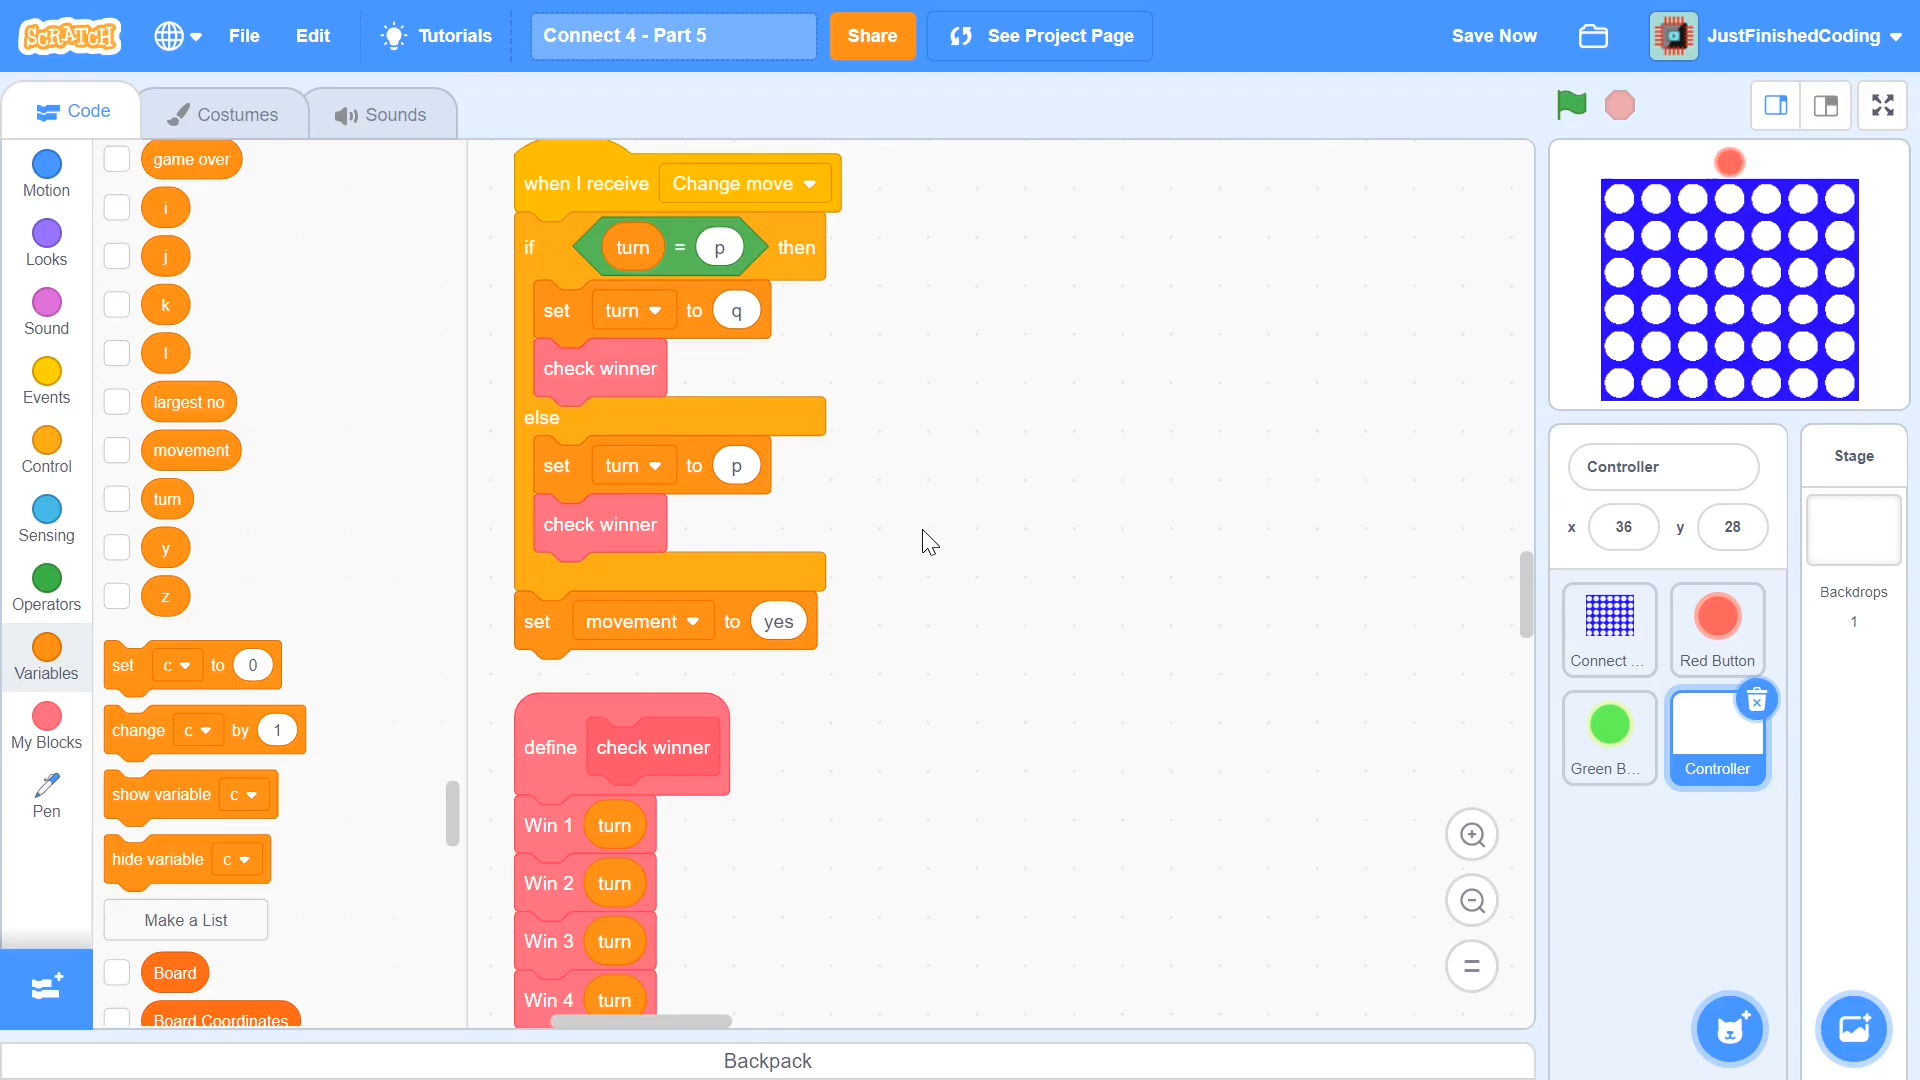 SCRATCH File Edit Tutorials Connect 4 - Part 5 Share See Project Page Save Now JustFinishedCoding
Code Costumes Sounds
Motion
Looks
Sound
Events
Control
Sensing
Operators
Variables
My Blocks
Pen
game over
i
j
k
l
largest no
movement
turn
y
z
set c to 0
change c by 1
show variable c
hide variable c
Make a List
Board
Board Coordinates
when I receive Change move
if turn = p then
set turn to q
check winner
else
set turn to p
check winner
set movement to yes
define check winner
Win 1 turn
Win 2 turn
Win 3 turn
Win 4 turn
Backpack
Controller
x 36 y 28
Connect ...
Red Button
Green B...
Controller
Stage
Backdrops
1